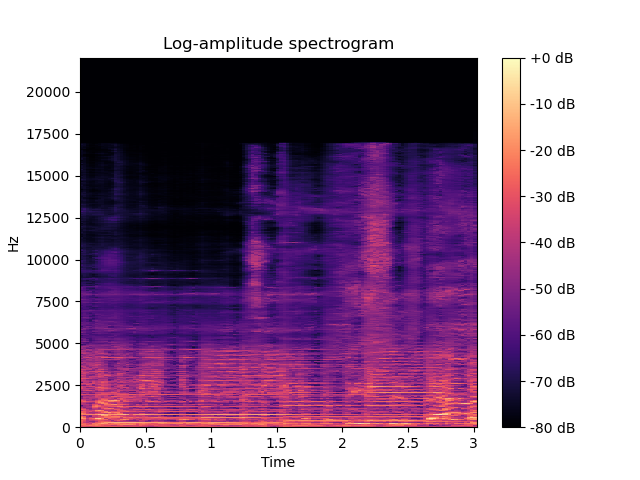 Log-amplitude spectrogram
Hz
20000
17500
15000
12500
10000
7500
5000
2500
0
0 0.5 1 1.5 2 2.5 3
Time
+0 dB
-10 dB
-20 dB
-30 dB
-40 dB
-50 dB
-60 dB
-70 dB
-80 dB